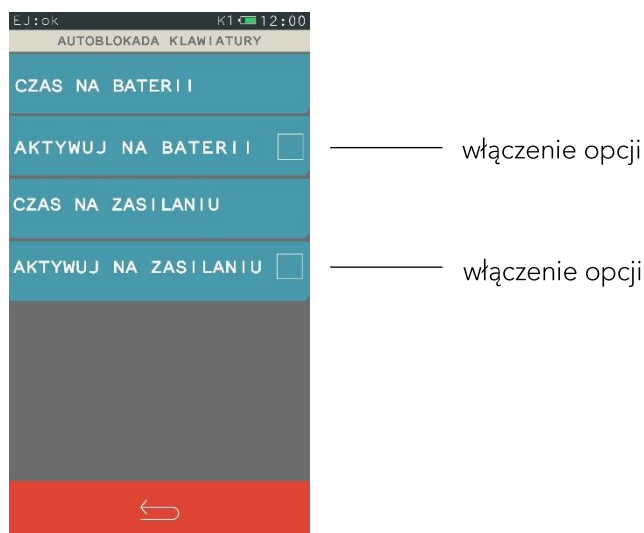 EJ:ok K1 12:00
AUTOBLOKADA KLAWIATURY
CZAS NA BATERII
AKTYWUJ NA BATERII
włączenie opcji
CZAS NA ZASILANIU
AKTYWUJ NA ZASILANIU
włączenie opcji